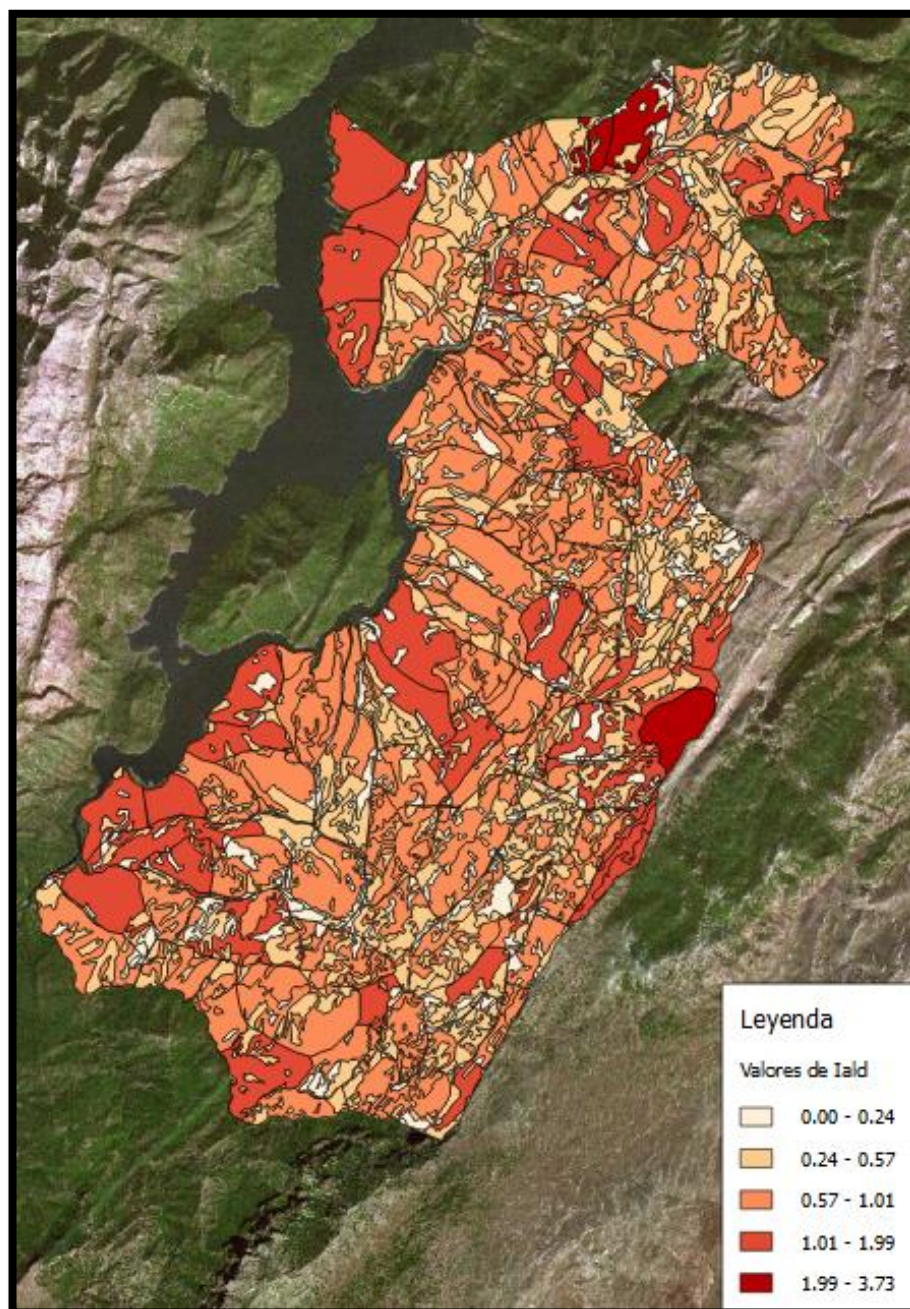 Leyenda
Valores de Iald
0.00 - 0.24
0.24 - 0.57
0.57 - 1.01
1.01 - 1.99
1.99 - 3.73